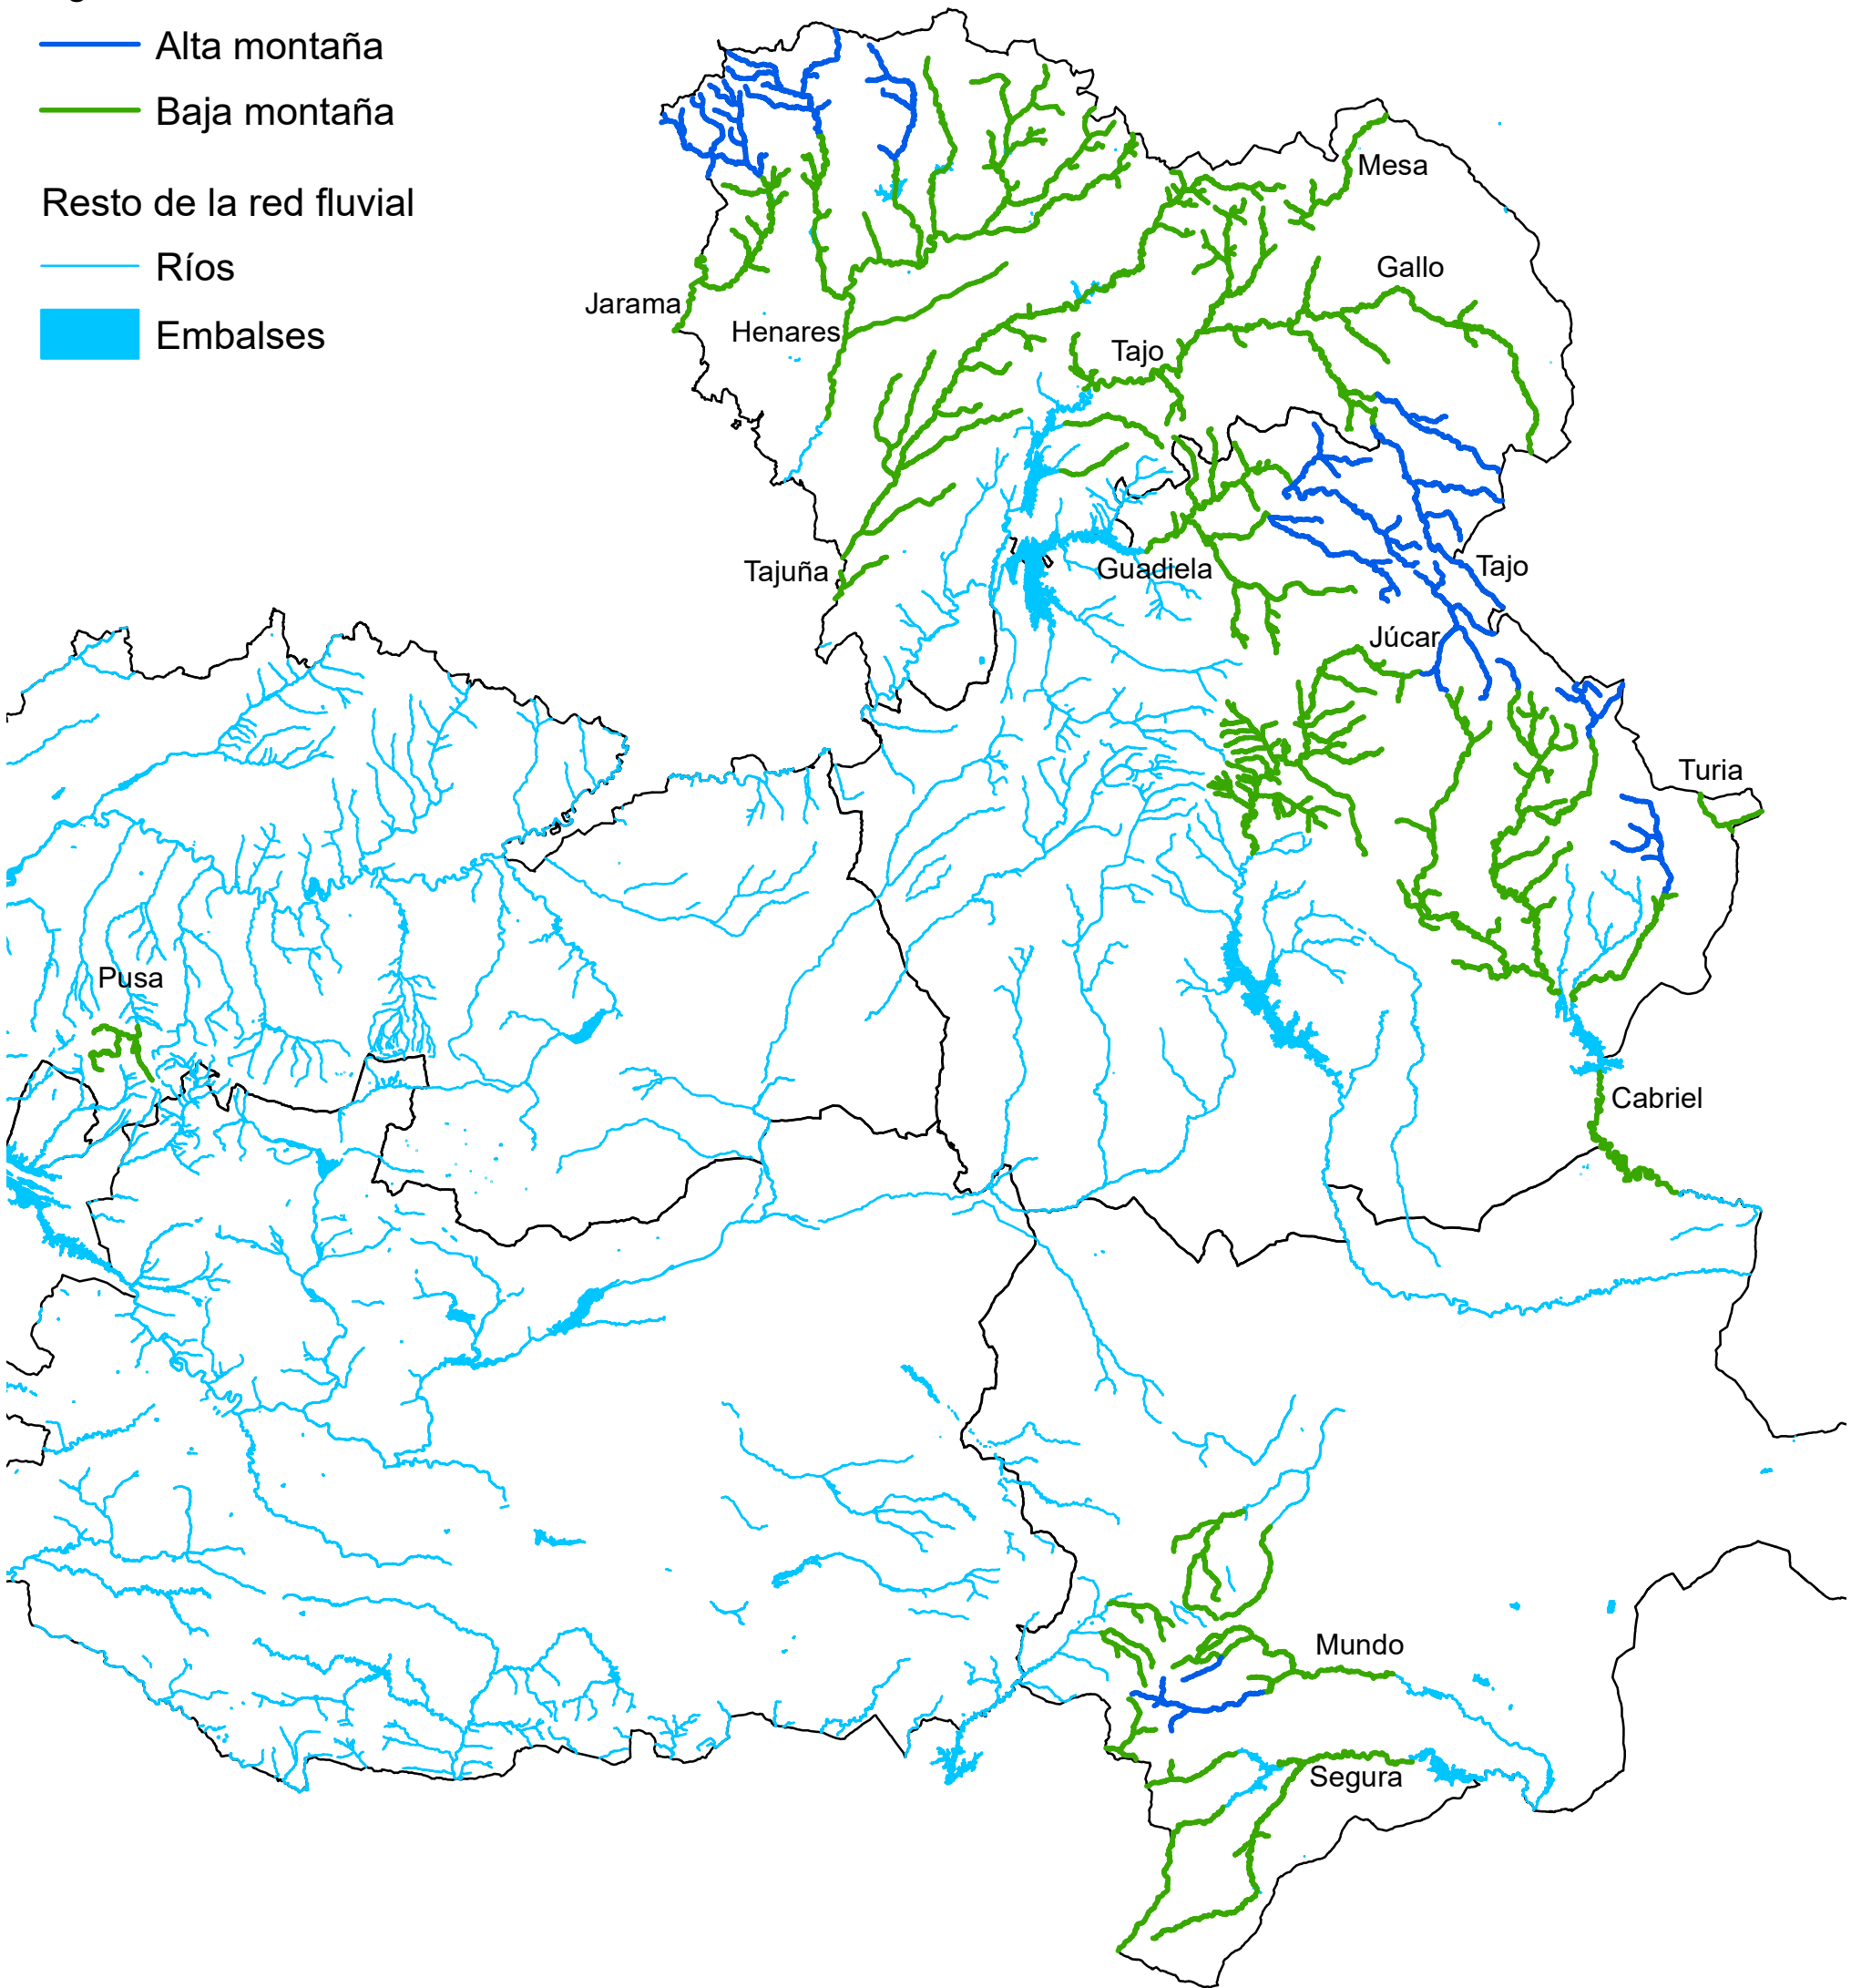 Alta montaña
Baja montaña
Resto de la red fluvial
Ríos
Embalses
Mesa
Gallo
Jarama
Henares
Tajo
Tajuña
Guadiela
Tajo
Júcar
Turia
Pusa
Cabriel
Mundo
Segura